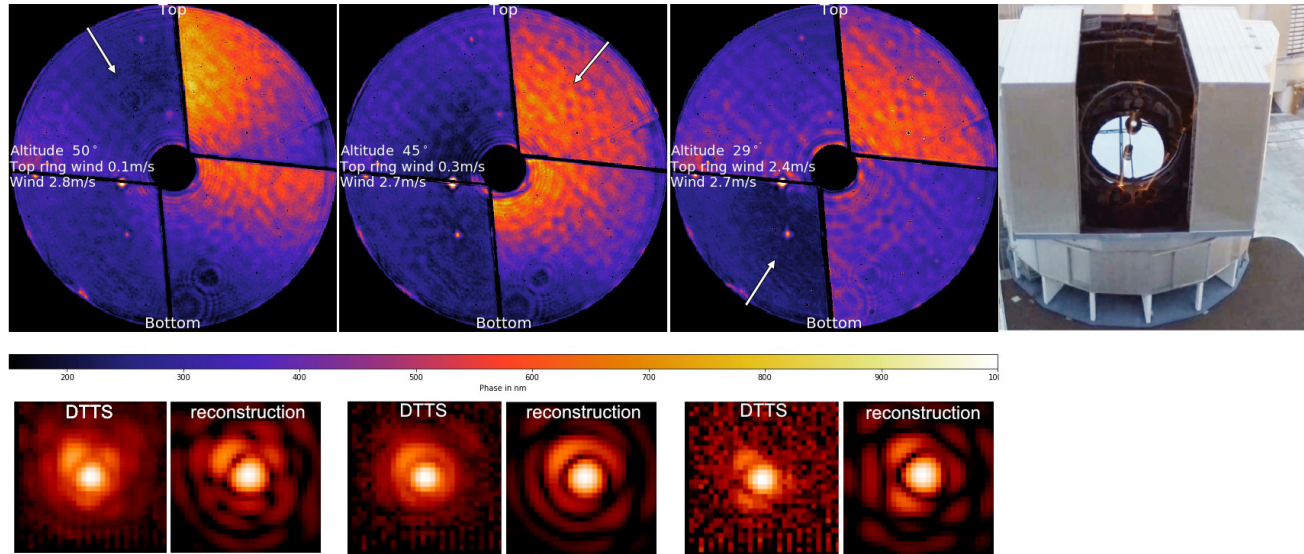 Top
Altitude 50°
Top ring wind 0.1m/s
Wind 2.8m/s
Bottom
Top
Altitude 45°
Top ring wind 0.3m/s
Wind 2.7m/s
Bottom
Top
Altitude 29°
Top ring wind 2.4m/s
Wind 2.7m/s
Bottom
200 300 400 500 600 700 800 900 100
Phase in nm
DTTS reconstruction DTTS reconstruction DTTS reconstruction